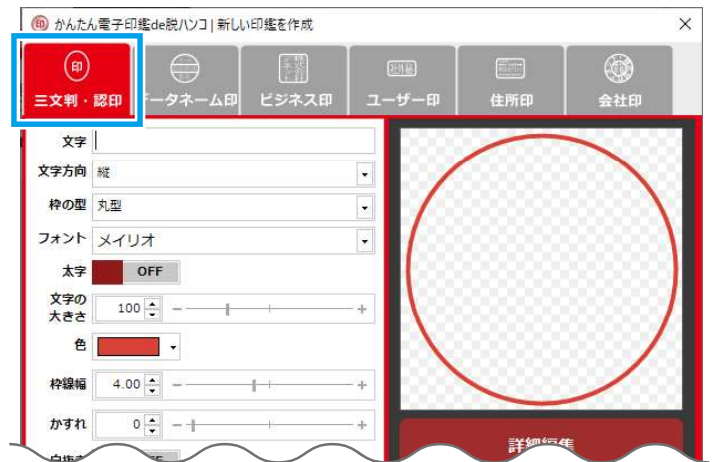 かんたん電子印鑑de脱ハンコ | 新しい印鑑を作成
印
三文判・認印
ータネーム印
ビジネス印
ユーザー印
住所印
会社印
文字
文字方向 縦
枠の型 丸型
フォント メイリオ
太字 OFF
文字の
大きさ 100
色
枠線幅 4.00
かすれ 0
詳細編集